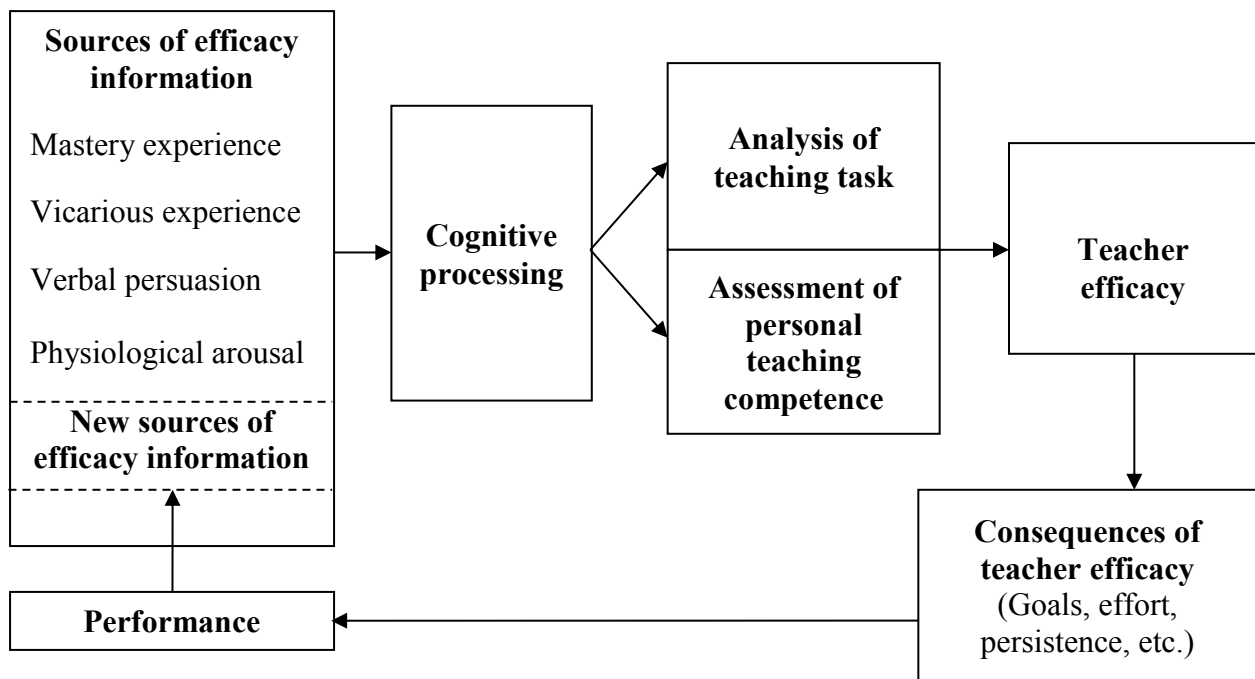 Sources of efficacy
information
Mastery experience
Vicarious experience
Verbal persuasion
Physiological arousal
New sources of
efficacy information
Performance
Cognitive
processing
Analysis of
teaching task
Assessment of
personal
teaching
competence
Teacher
efficacy
Consequences of
teacher efficacy
(Goals, effort,
persistence, etc.)